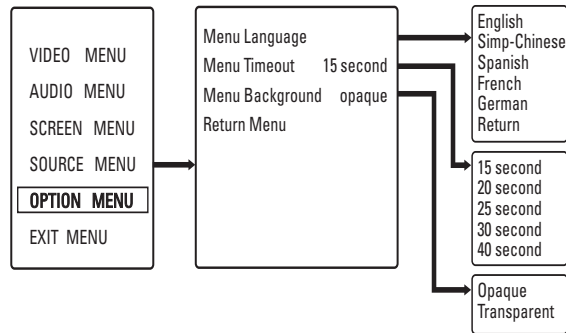 VIDEO MENU
AUDIO MENU
SCREEN MENU
SOURCE MENU
OPTION MENU
EXIT MENU
Menu Language
Menu Timeout 15 second
Menu Background opaque
Return Menu
English
Simp-Chinese
Spanish
French
German
Return
15 second
20 second
25 second
30 second
40 second
Opaque
Transparent